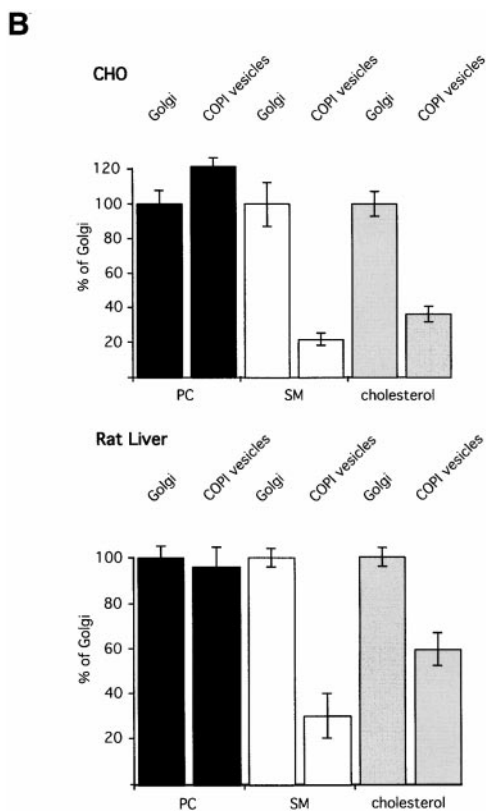 B
CHO
Golgi COPI vesicles Golgi COPI vesicles Golgi COPI vesicles
120
100
80
60
40
20
% of Golgi
PC SM cholesterol
Rat Liver
Golgi COPI vesicles Golgi COPI vesicles Golgi COPI vesicles
100
80
60
40
20
% of Golgi
PC SM cholesterol